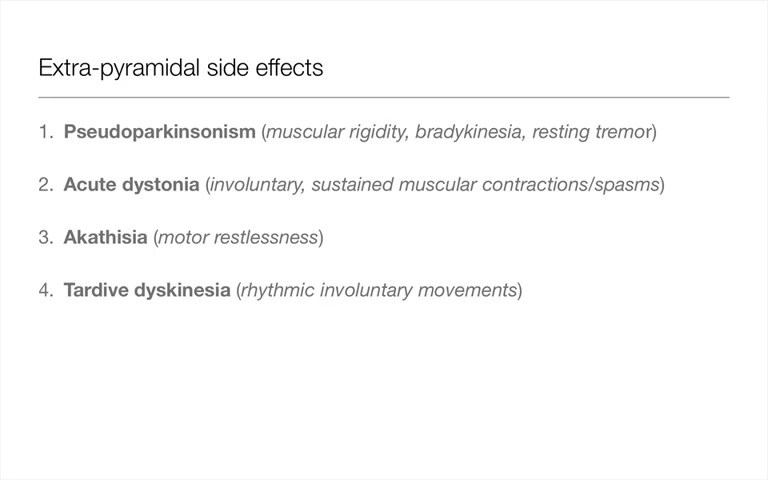 Extra-pyramidal side effects
1. Pseudoparkinsonism (muscular rigidity, bradykinesia, resting tremor)
2. Acute dystonia (involuntary, sustained muscular contractions/spasms)
3. Akathisia (motor restlessness)
4. Tardive dyskinesia (rhythmic involuntary movements)